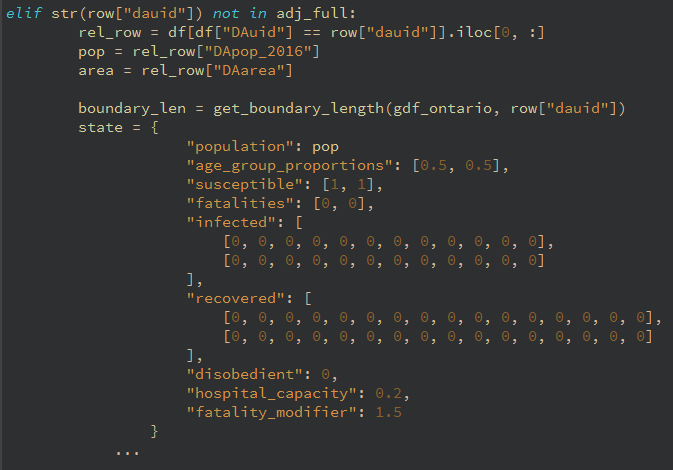 elif str(row["dauid"]) not in adj_full:
rel_row = df[df["DAuid"] == row["dauid"]].iloc[0, :]
pop = rel_row["DApop_2016"]
area = rel_row["DAarea"]
boundary_len = get_boundary_length(gdf_ontario, row["dauid"])
state = {
"population": pop
"age_group_proportions": [0.5, 0.5],
"susceptible": [1, 1],
"fatalities": [0, 0],
"infected": [
[0, 0, 0, 0, 0, 0, 0, 0, 0, 0, 0, 0],
[0, 0, 0, 0, 0, 0, 0, 0, 0, 0, 0, 0]
],
"recovered": [
[0, 0, 0, 0, 0, 0, 0, 0, 0, 0, 0, 0, 0, 0, 0, 0],
[0, 0, 0, 0, 0, 0, 0, 0, 0, 0, 0, 0, 0, 0, 0, 0]
],
"disobedient": 0,
"hospital_capacity": 0.2,
"fatality_modifier": 1.5
}
...